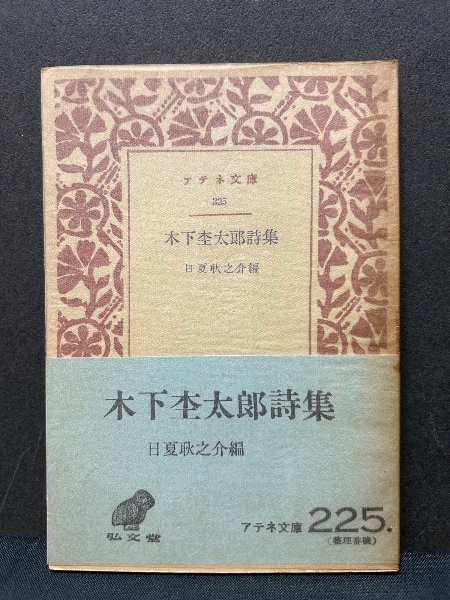 アテネ文庫
225
木下杢太郎詩集
日夏耿之介編
木下杢太郎詩集
日夏耿之介編
弘文堂
アテネ文庫 225.
(整理番號)